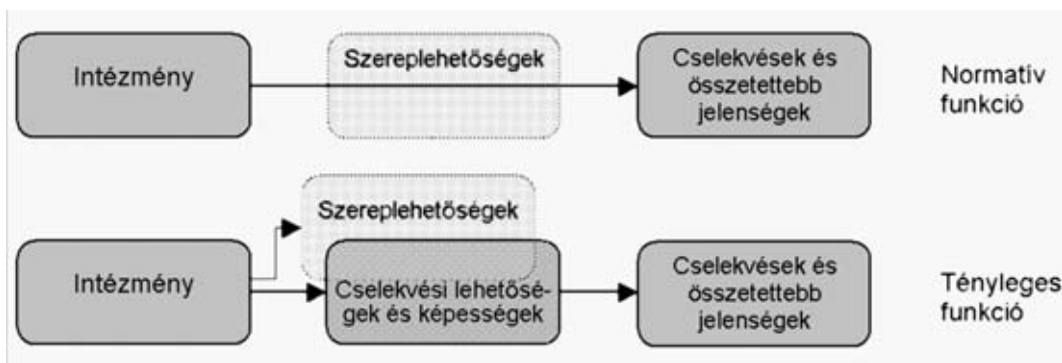 Intézmény
Szereplehetőségek
Cselekvések és
összetettebb
jelenségek
Normatív
funkció
Szereplehetőségek
Intézmény
Cselekvési lehetősé-
gek és képességek
Cselekvések és
összetettebb
jelenségek
Tényleges
funkció